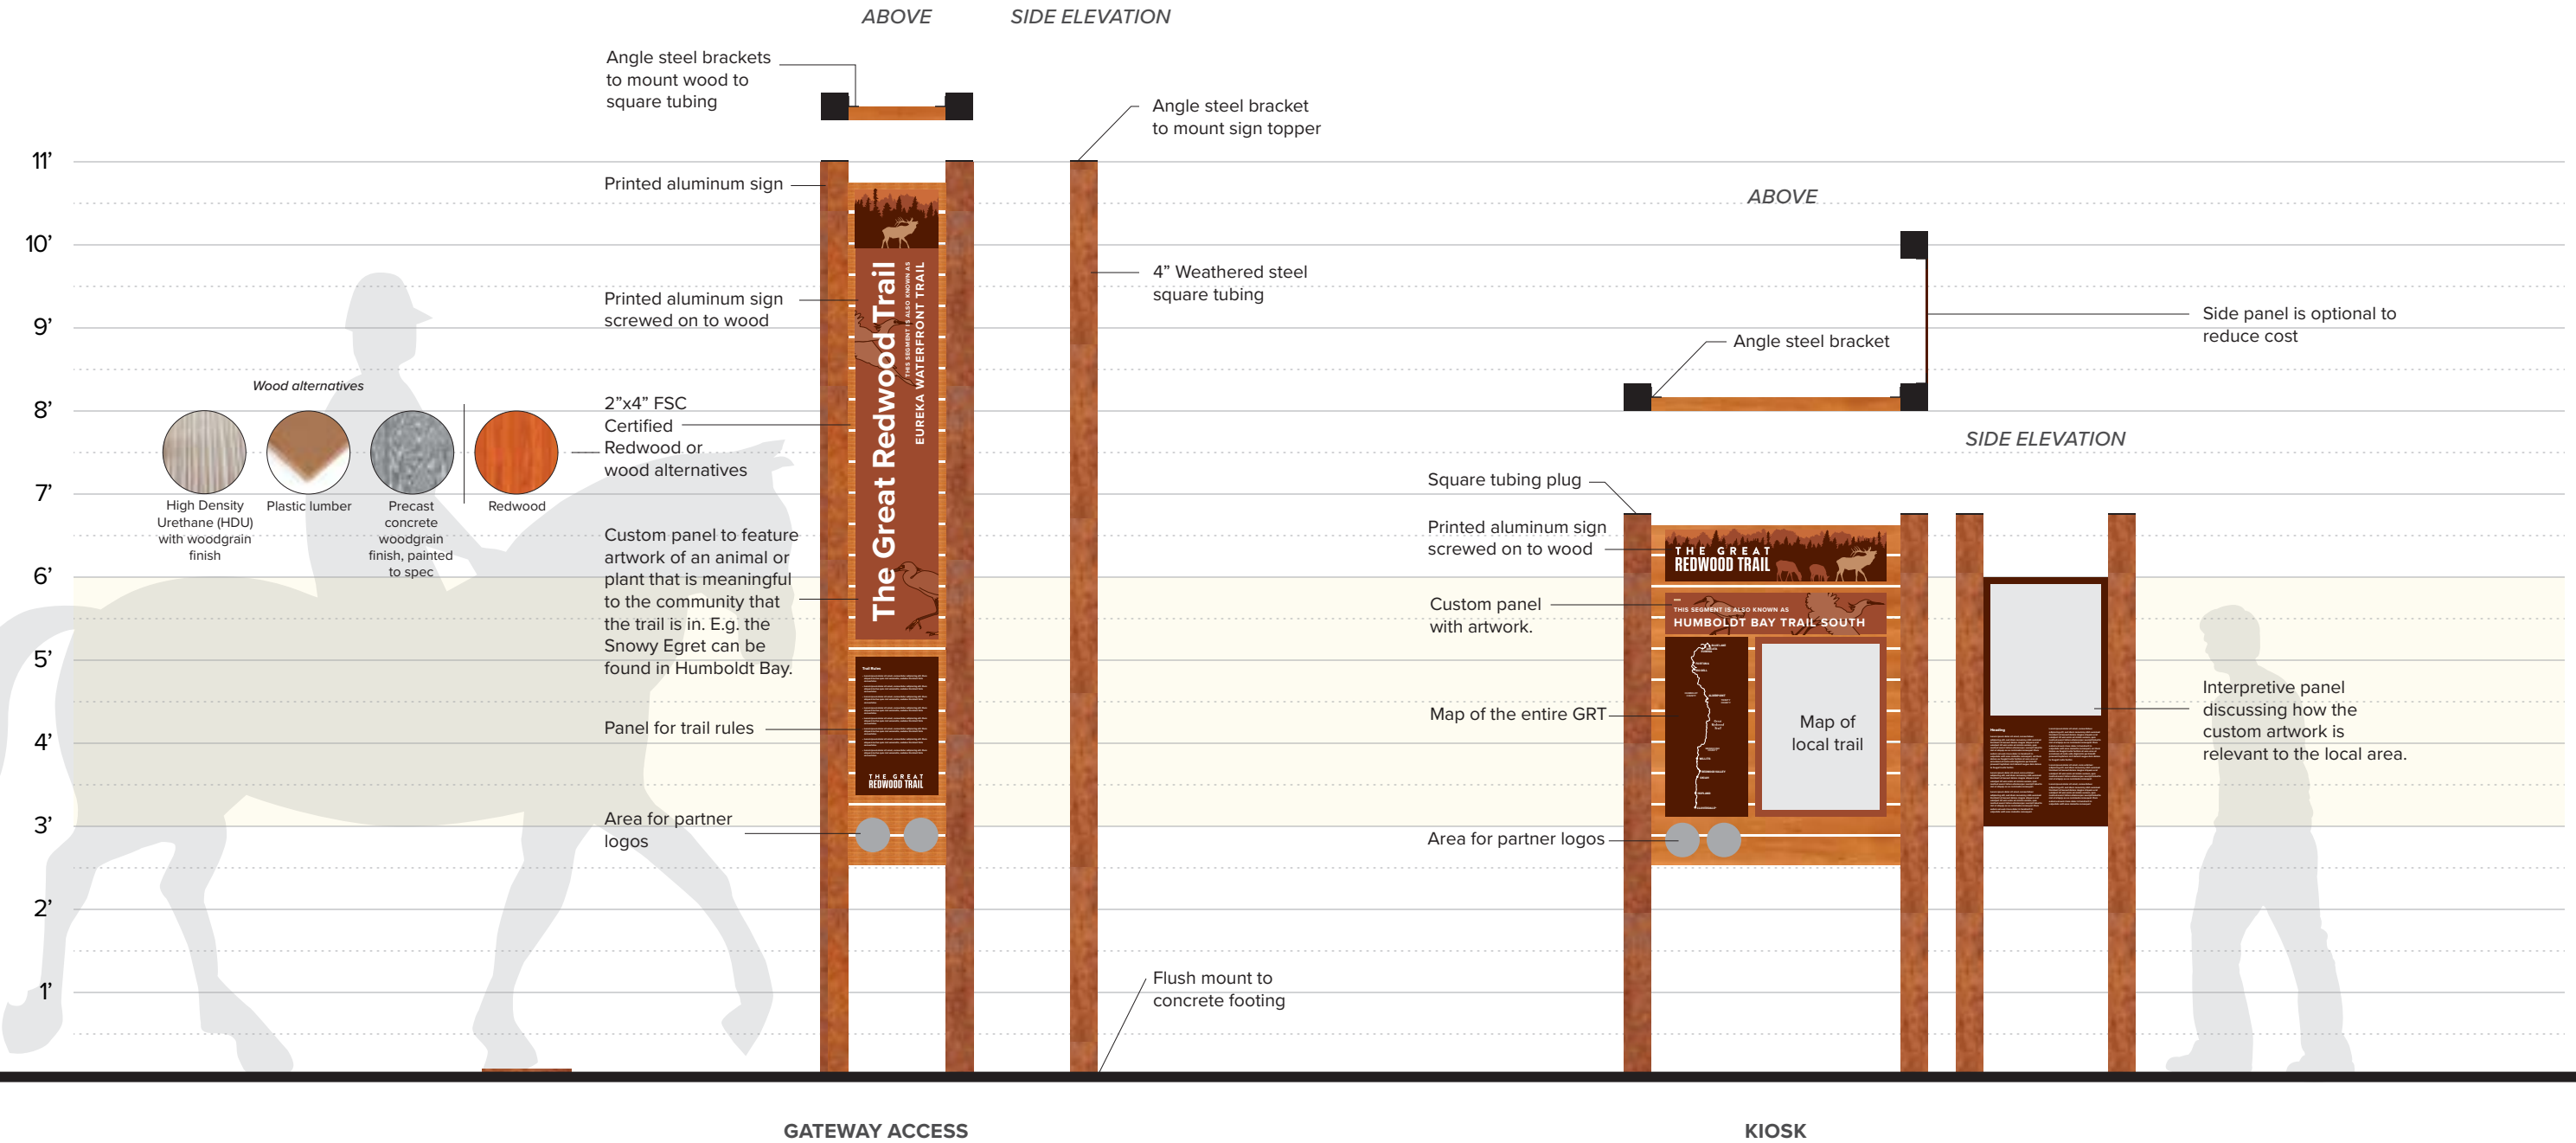 ABOVE
SIDE ELEVATION
Angle steel brackets
to mount wood to
square tubing
Angle steel bracket
to mount sign topper
11’
10’
9’
8’
7’
6’
5’
4’
3’
2’
1’
Printed aluminum sign
Printed aluminum sign
screwed on to wood
4” Weathered steel
square tubing
Wood alternatives
High Density
Urethane (HDU)
with woodgrain
finish
Plastic lumber
Precast
concrete
woodgrain
finish, painted
to spec
Redwood
2”x4” FSC
Certified
Redwood or
wood alternatives
Custom panel to feature
artwork of an animal or
plant that is meaningful
to the community that
the trail is in. E.g. the
Snowy Egret can be
found in Humboldt Bay.
Panel for trail rules
Area for partner
logos
The Great Redwood Trail
THIS SEGMENT IS ALSO KNOWN AS
EUREKA WATERFRONT TRAIL
Trail Rules
THE GREAT
REDWOOD TRAIL
Flush mount to
concrete footing
GATEWAY ACCESS
ABOVE
Angle steel bracket
Side panel is optional to
reduce cost
SIDE ELEVATION
Square tubing plug
Printed aluminum sign
screwed on to wood
Custom panel
with artwork.
Map of the entire GRT
Area for partner logos
THE GREAT
REDWOOD TRAIL
THIS SEGMENT IS ALSO KNOWN AS
HUMBOLDT BAY TRAIL SOUTH
Map of
local trail
Heading
Interpretive panel
discussing how the
custom artwork is
relevant to the local area.
KIOSK